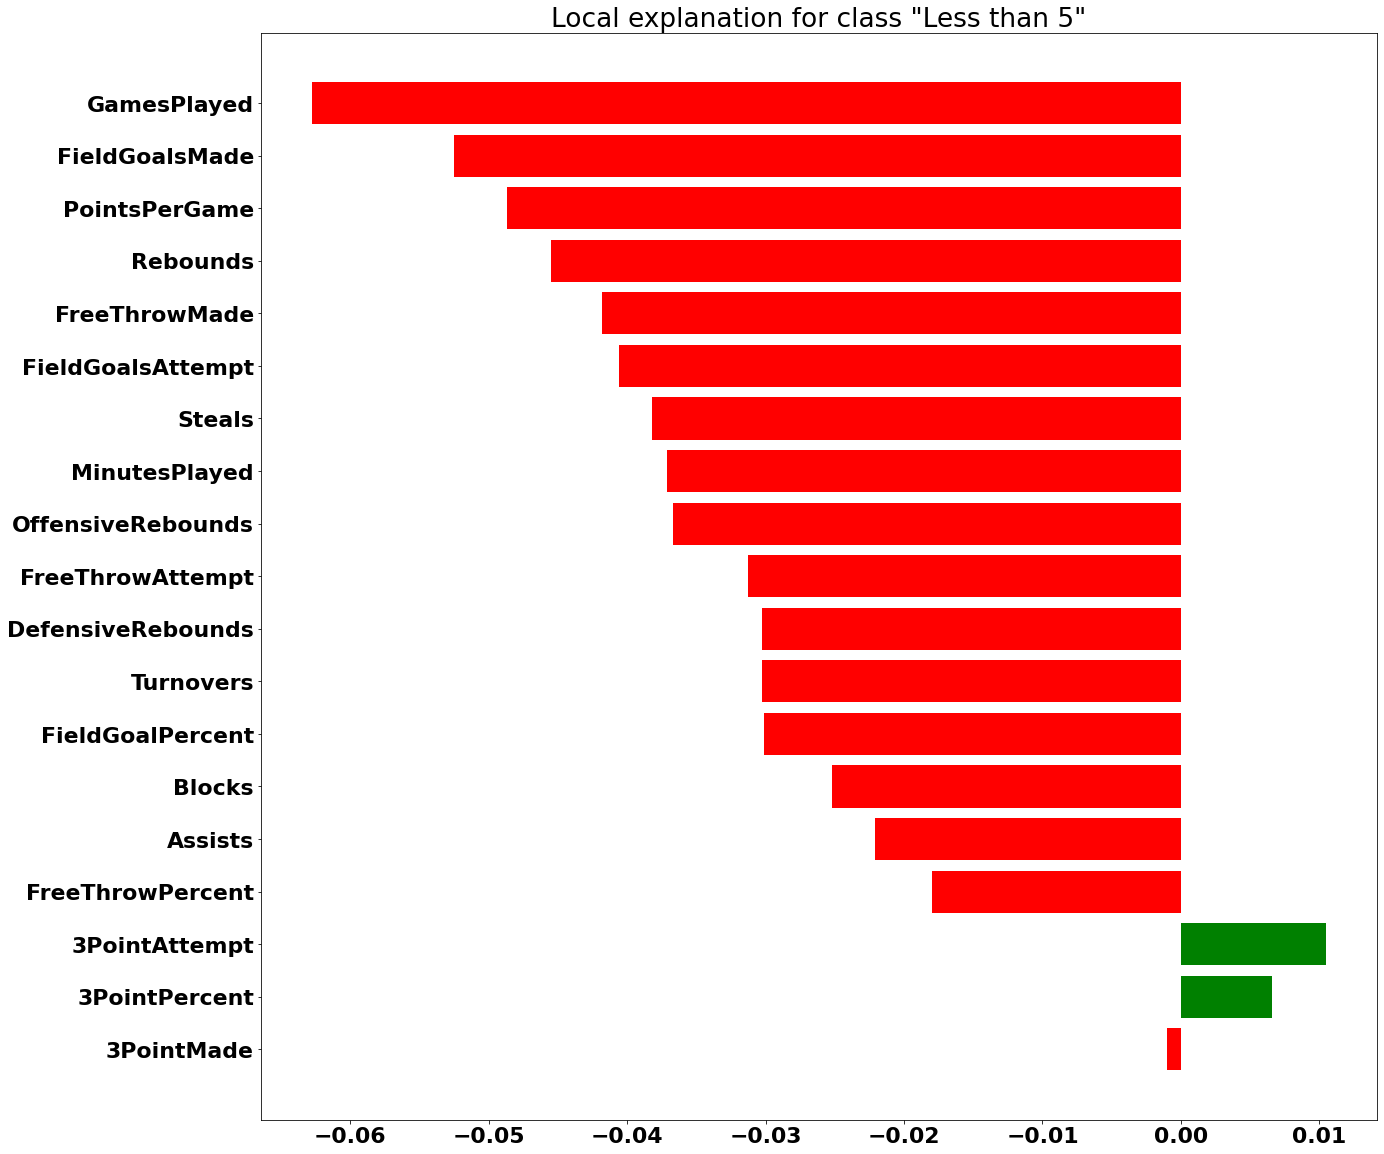 Local explanation for class "Less than 5"
GamesPlayed
FieldGoalsMade
PointsPerGame
Rebounds
FreeThrowMade
FieldGoalsAttempt
Steals
MinutesPlayed
OffensiveRebounds
FreeThrowAttempt
DefensiveRebounds
Turnovers
FieldGoalPercent
Blocks
Assists
FreeThrowPercent
3PointAttempt
3PointPercent
3PointMade
−0.06 −0.05 −0.04 −0.03 −0.02 −0.01 0.00 0.01